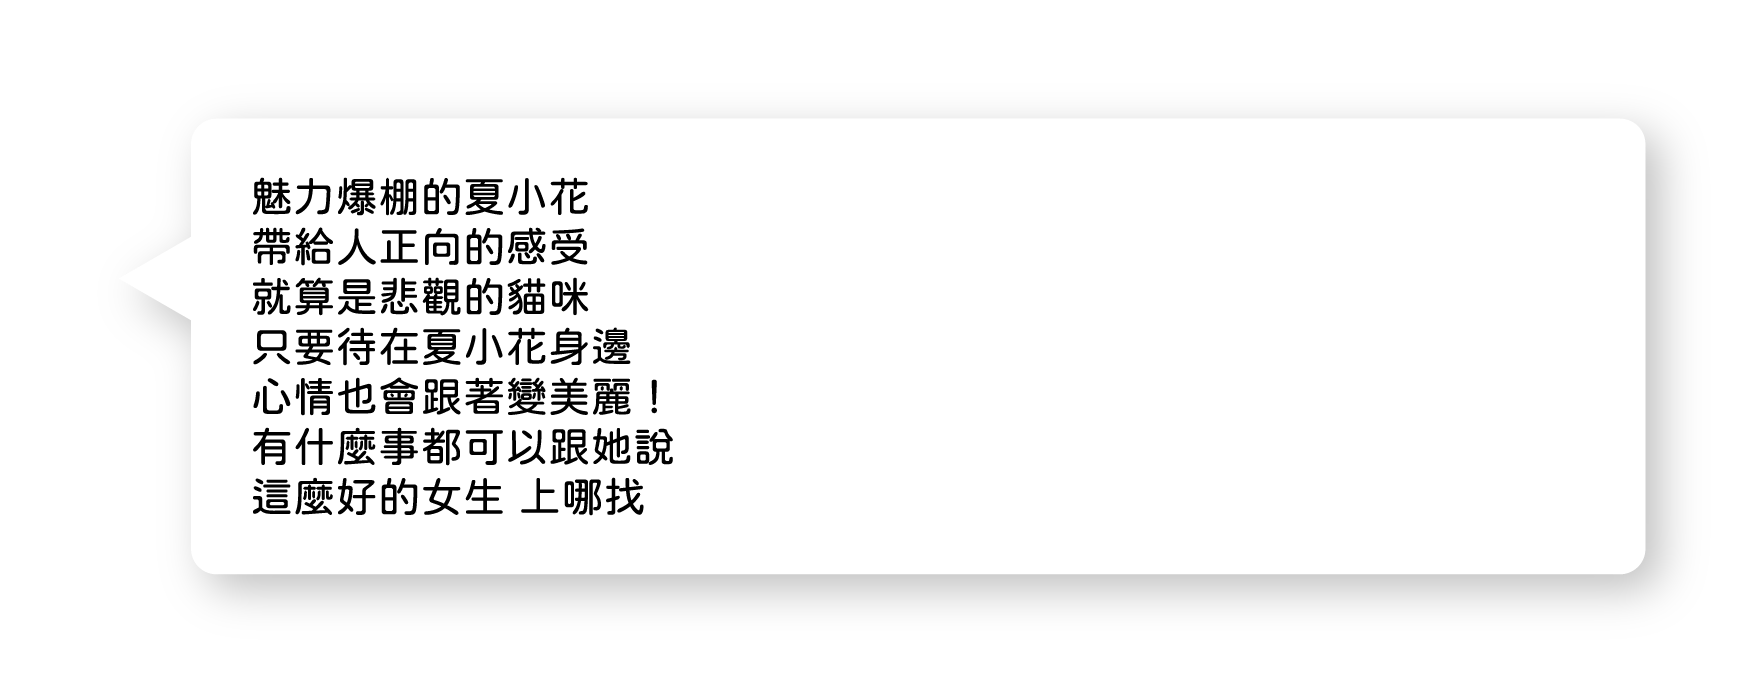 魅力爆棚的夏小花
帶給人正向的感受
就算是悲觀的貓咪
只要待在夏小花身邊
心情也會跟著變美麗！
有什麼事都可以跟她說
這麼好的女生 上哪找